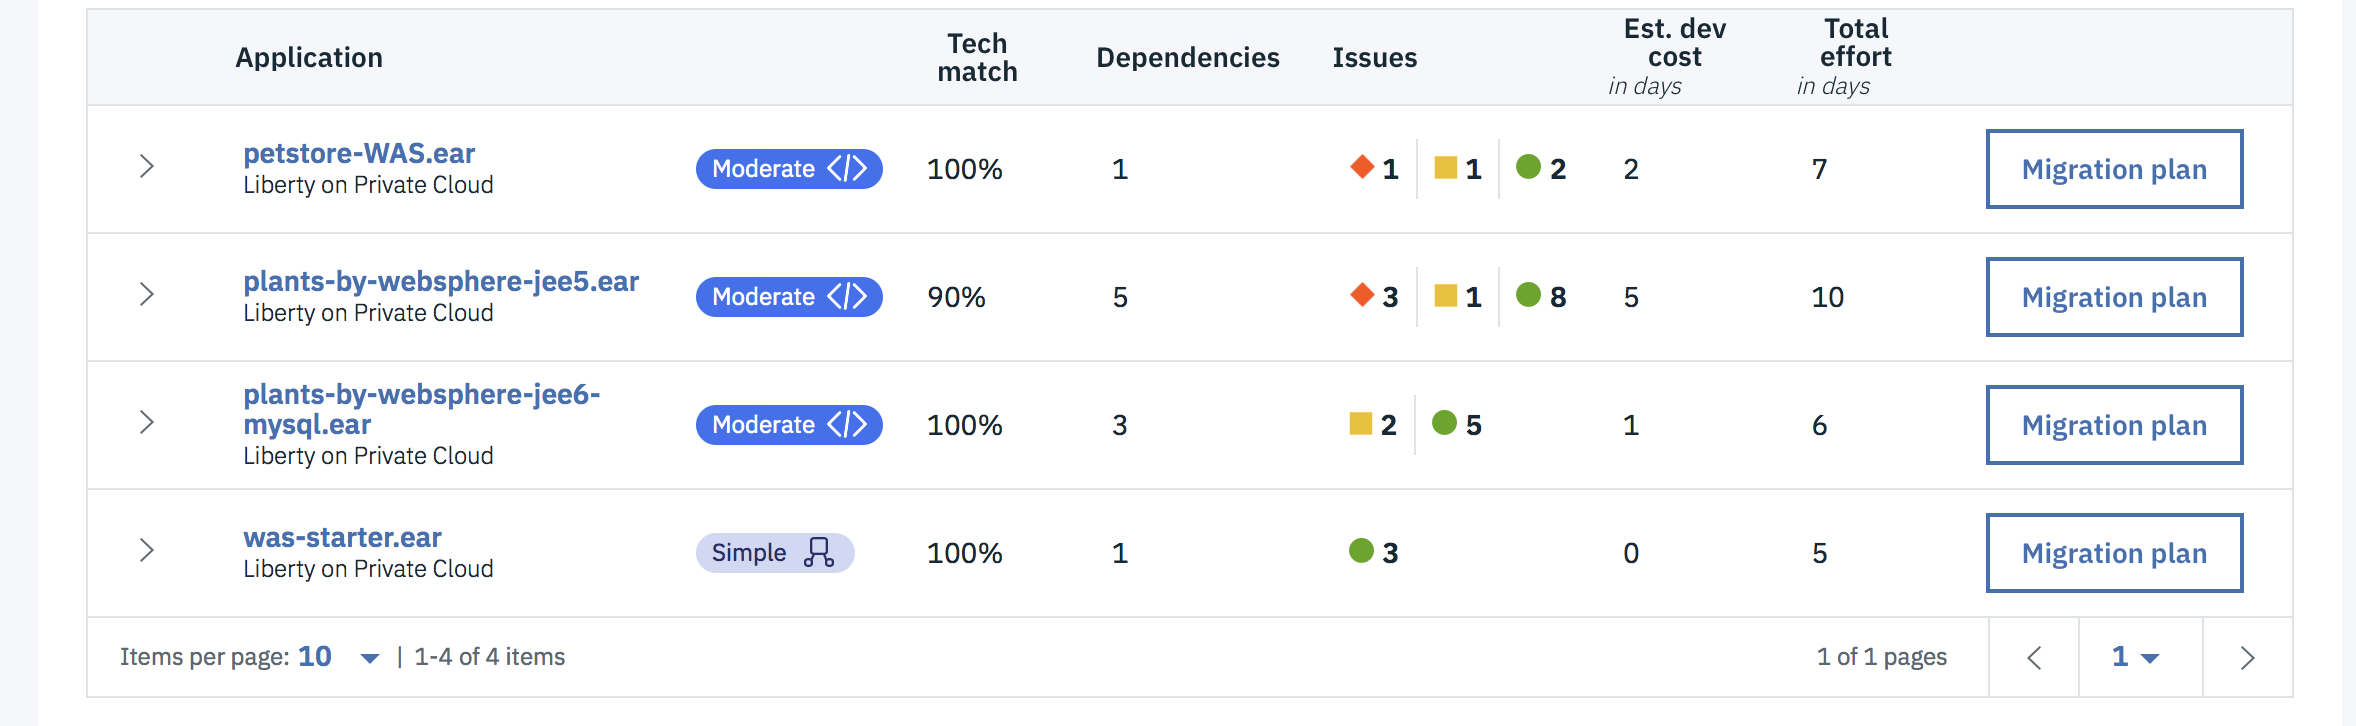 Application
Tech match
Dependencies
Issues
Est. dev cost
in days
Total effort
in days
petstore-WAS.ear
Liberty on Private Cloud
Moderate
100%
1
1
1
2
2
7
Migration plan
plants-by-websphere-jee5.ear
Liberty on Private Cloud
Moderate
90%
5
3
1
8
5
10
Migration plan
plants-by-websphere-jee6-
mysql.ear
Liberty on Private Cloud
Moderate
100%
3
2
5
1
6
Migration plan
was-starter.ear
Liberty on Private Cloud
Simple
100%
1
3
0
5
Migration plan
Items per page: 10 | 1-4 of 4 items
1 of 1 pages
1